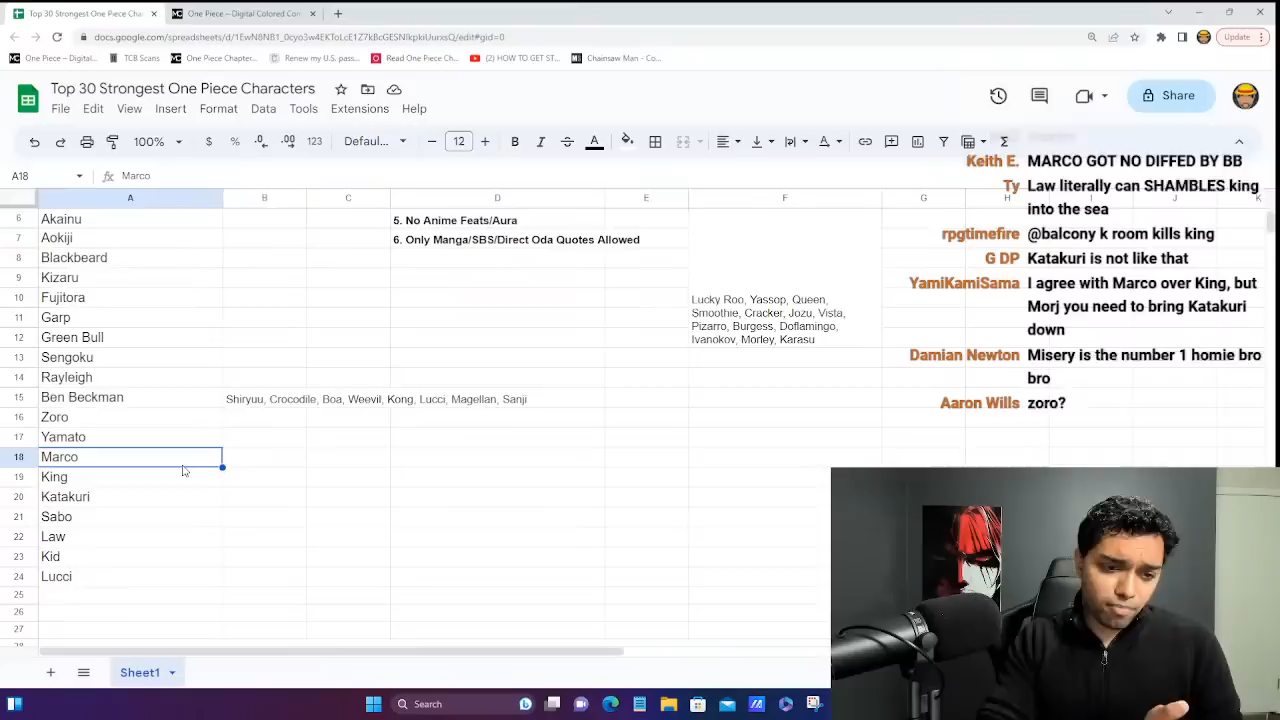 Top 30 Strongest One Piece Char
One Piece – Digital Colored Con
docs.google.com/spreadsheets/d/1EwN8NB1_0cyo3w4EKToLcE1Z7kBcGESNIkpkiUurxsQ/edit#gid=0
Update
One Piece – Digital...
TCB Scans
One Piece Chapter...
Renew my U.S. pass...
Read One Piece Ch...
(2) HOW TO GET ST...
Chainsaw Man - Co...
Top 30 Strongest One Piece Characters
File Edit View Insert Format Data Tools Extensions Help
Share
100% $ % .0 .00 123 Defaul... 12 B I A
A18 fx Marco
A B C D E F G H I J K
6 Akainu 5. No Anime Feats/Aura
7 Aokiji 6. Only Manga/SBS/Direct Oda Quotes Allowed
8 Blackbeard
9 Kizaru
10 Fujitora Lucky Roo, Yassop, Queen,
11 Garp Smoothie, Cracker, Jozu, Vista,
Pizarro, Burgess, Doflamingo,
12 Green Bull Ivanokov, Morley, Karasu
13 Sengoku
14 Rayleigh
15 Ben Beckman Shiryuu, Crocodile, Boa, Weevil, Kong, Lucci, Magellan, Sanji
16 Zoro
17 Yamato
18 Marco
19 King
20 Katakuri
21 Sabo
22 Law
23 Kid
24 Lucci
25
26
27
28
Keith E. MARCO GOT NO DIFFED BY BB
Ty Law literally can SHAMBLES king
into the sea
rpgtimefire @balcony k room kills king
G DP Katakuri is not like that
YamiKamiSama I agree with Marco over King, but
Morj you need to bring Katakuri
down
Damian Newton Misery is the number 1 homie bro
bro
Aaron Wills zoro?
Sheet1
Search